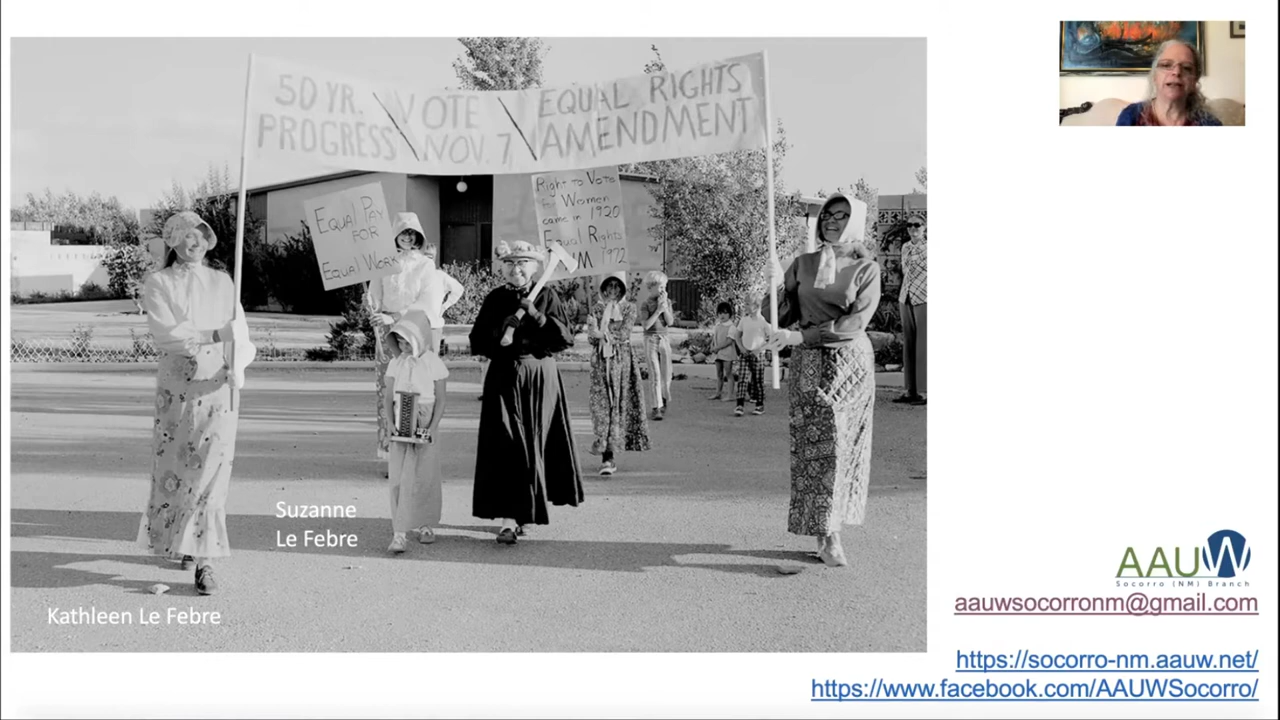 50 YR. \ VOTE \ EQUAL RIGHTS
PROGRESS \ NOV. 7 \ AMENDMENT
EQUAL PAY
FOR
EQUAL WORK
Right to Vote
for Women
came in 1920
Equal Rights
1972
Suzanne
Le Febre
Kathleen Le Febre
AAUW
Socorro (NM) Branch
aauwsocorronm@gmail.com
https://socorro-nm.aauw.net/
https://www.facebook.com/AAUWSocorro/